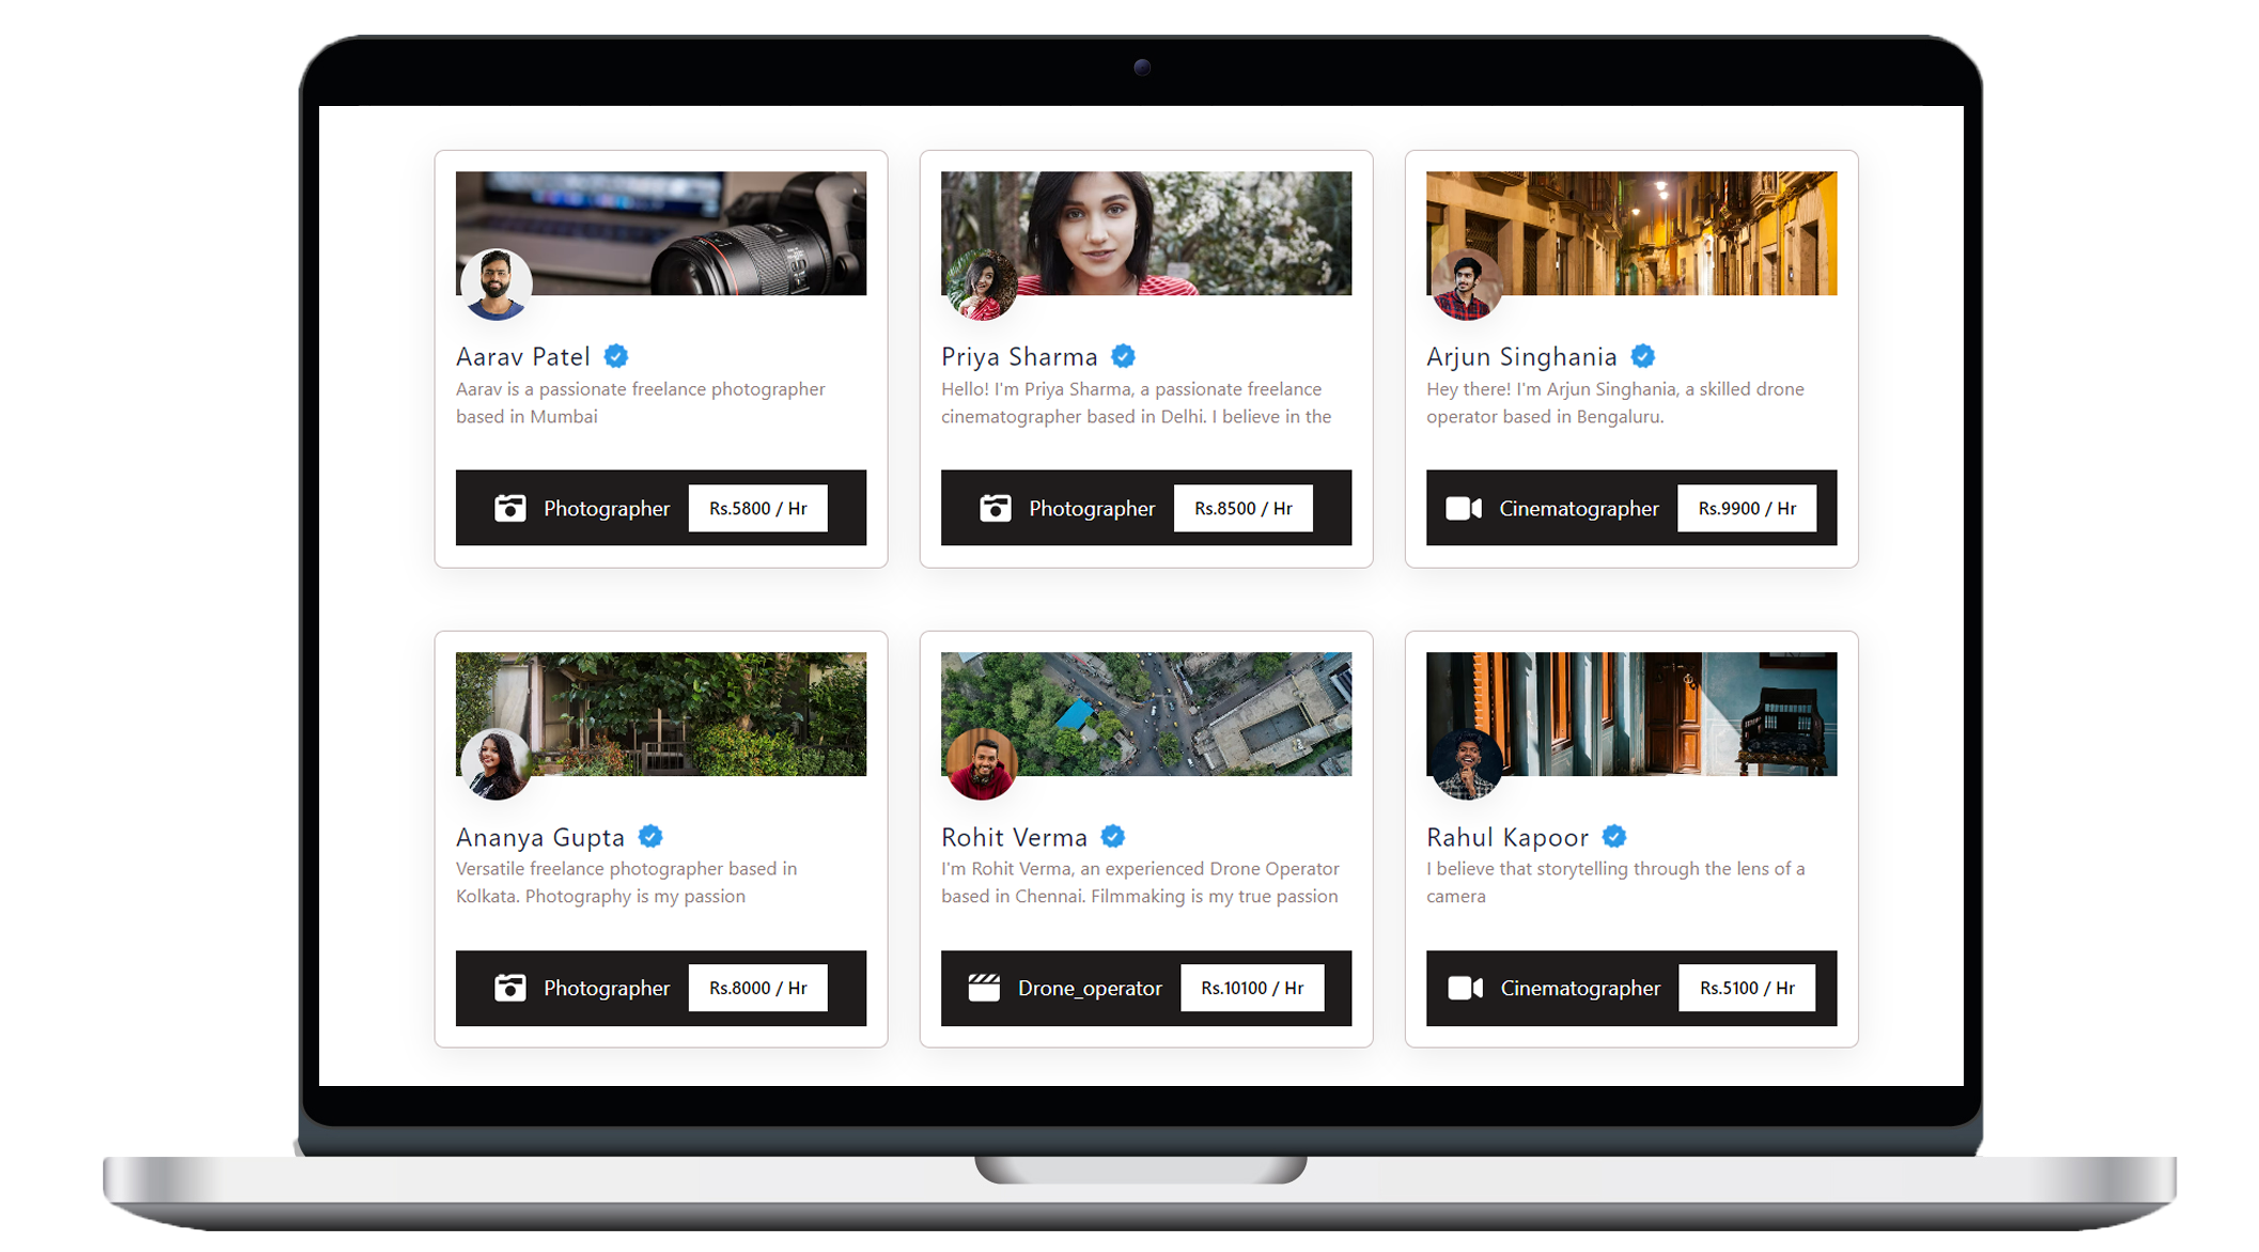 Aarav Patel
Aarav is a passionate freelance photographer
based in Mumbai
Photographer Rs.5800 / Hr
Priya Sharma
Hello! I'm Priya Sharma, a passionate freelance
cinematographer based in Delhi. I believe in the
Photographer Rs.8500 / Hr
Arjun Singhania
Hey there! I'm Arjun Singhania, a skilled drone
operator based in Bengaluru.
Cinematographer Rs.9900 / Hr
Ananya Gupta
Versatile freelance photographer based in
Kolkata. Photography is my passion
Photographer Rs.8000 / Hr
Rohit Verma
I'm Rohit Verma, an experienced Drone Operator
based in Chennai. Filmmaking is my true passion
Drone_operator Rs.10100 / Hr
Rahul Kapoor
I believe that storytelling through the lens of a
camera
Cinematographer Rs.5100 / Hr